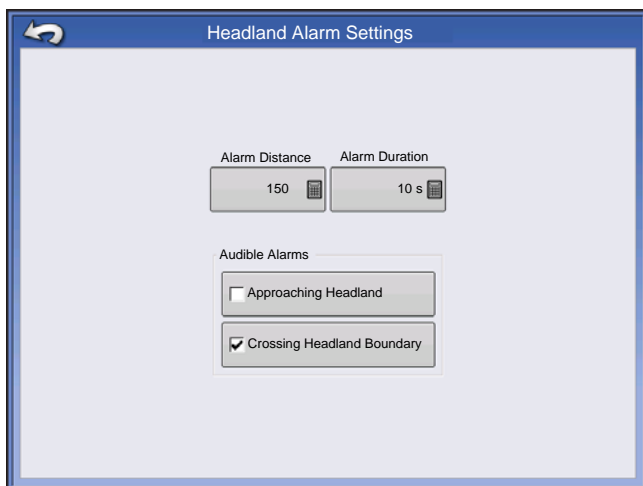 Headland Alarm Settings
Alarm Distance Alarm Duration
150 10 s
Audible Alarms
Approaching Headland
Crossing Headland Boundary